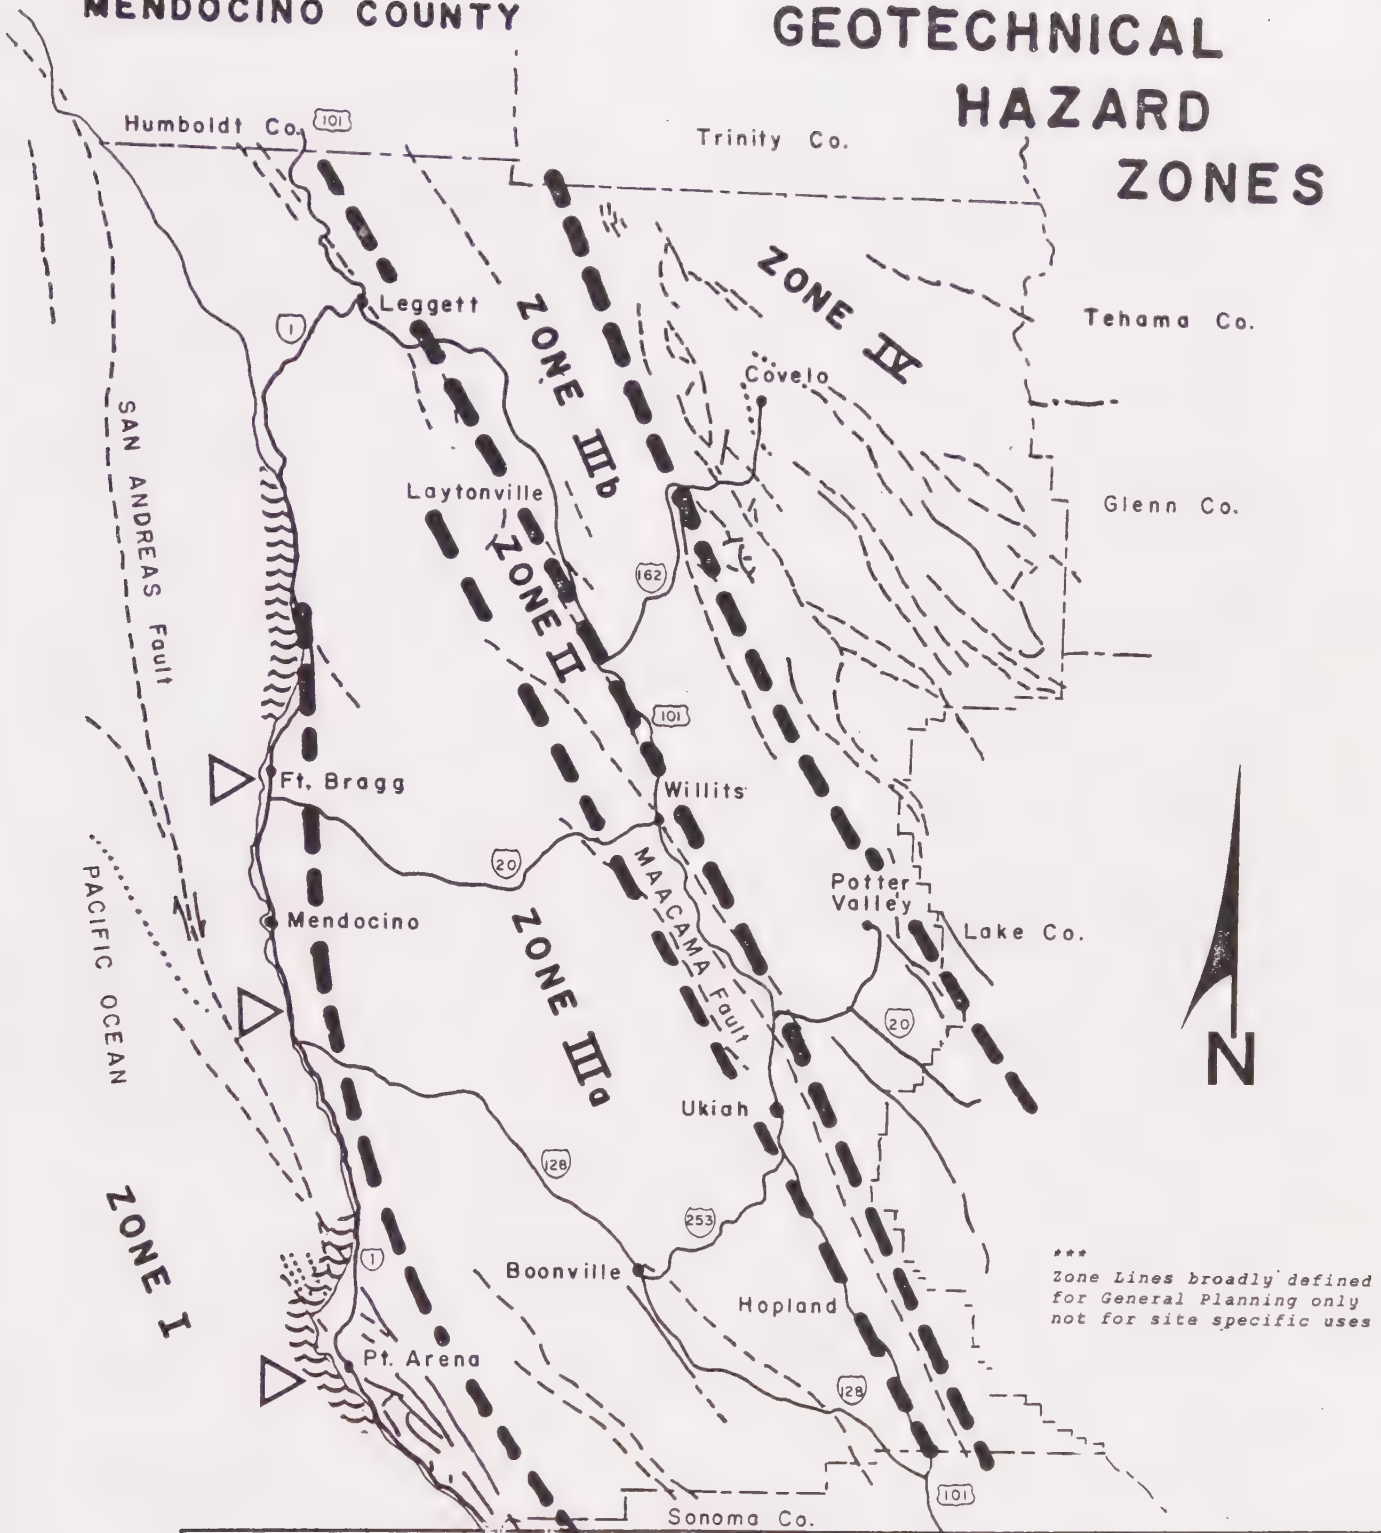 MENDOCINO COUNTY
GEOTECHNICAL
HAZARD
ZONES
Humboldt Co.
101
Trinity Co.
ZONE IV
Leggett
1
ZONE IIIb
Tehama Co.
Covelo
SAN ANDREAS Fault
Laytonville
Glenn Co.
ZONE II
162
101
Ft. Bragg
Willits
20
MAACAMA Fault
Potter
Valley
PACIFIC OCEAN
Mendocino
Lake Co.
ZONE IIIa
20
N
Ukiah
128
ZONE I
253
1
Boonville
Hopland
***
Zone Lines broadly defined
for General Planning only
not for site specific uses
Pt. Arena
128
101
Sonoma Co.